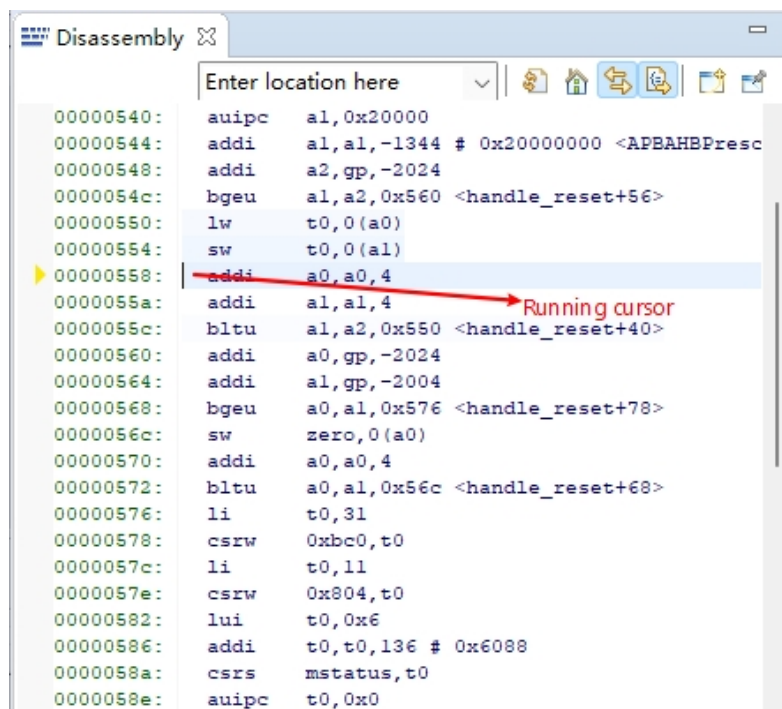 Disassembly
Enter location here
00000540: auipc a1,0x20000
00000544: addi a1,a1,-1344 # 0x20000000 <APBAHBPresc
00000548: addi a2,gp,-2024
0000054c: bgeu a1,a2,0x560 <handle_reset+56>
00000550: lw t0,0(a0)
00000554: sw t0,0(a1)
00000558: addi a0,a0,4
0000055a: addi a1,a1,4
Running cursor
0000055c: bltu a1,a2,0x550 <handle_reset+40>
00000560: addi a0,gp,-2024
00000564: addi a1,gp,-2004
00000568: bgeu a0,a1,0x576 <handle_reset+78>
0000056c: sw zero,0(a0)
00000570: addi a0,a0,4
00000572: bltu a0,a1,0x56c <handle_reset+68>
00000576: li t0,31
00000578: csrw 0xbc0,t0
0000057c: li t0,11
0000057e: csrw 0x804,t0
00000582: lui t0,0x6
00000586: addi t0,t0,136 # 0x6088
0000058a: csrs mstatus,t0
0000058e: auipc t0,0x0